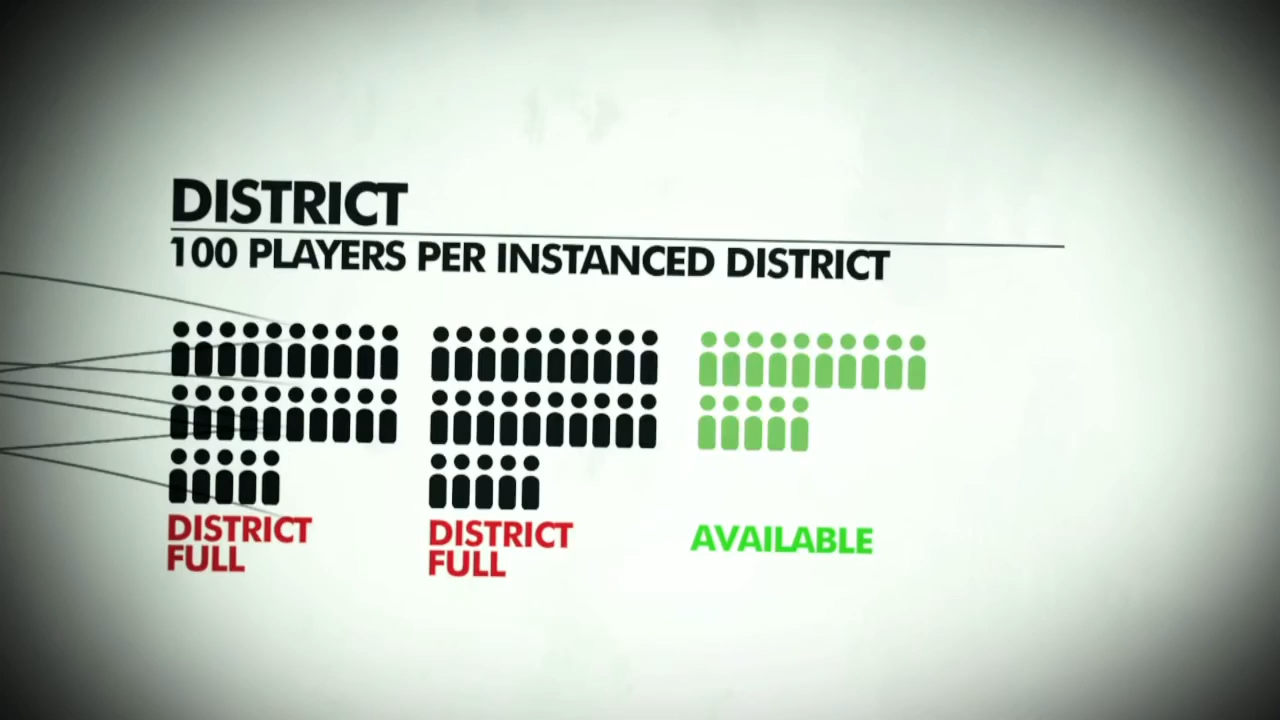 DISTRICT
100 PLAYERS PER INSTANCED DISTRICT
DISTRICT
FULL
DISTRICT
FULL
AVAILABLE